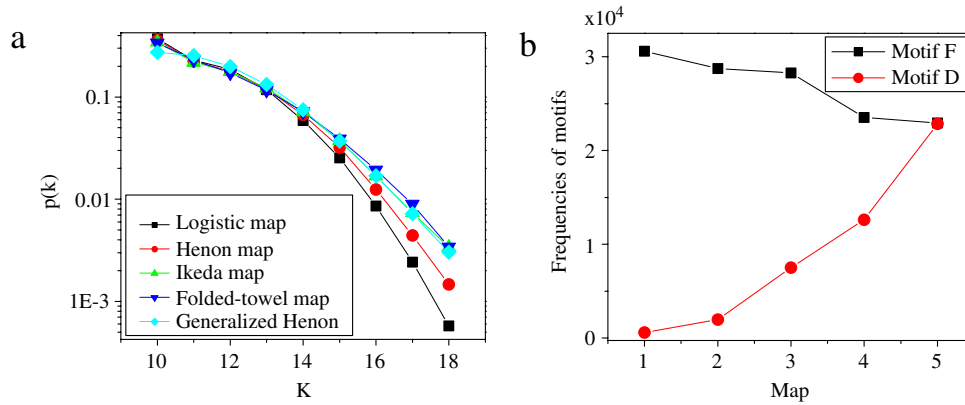 a
p(k)
0.1
0.01
1E-3
10 12 14 16 18
K
Logistic map
Henon map
Ikeda map
Folded-towel map
Generalized Henon
b
x10^4
Frequencies of motifs
3
2
1
0
1 2 3 4 5
Map
Motif F
Motif D